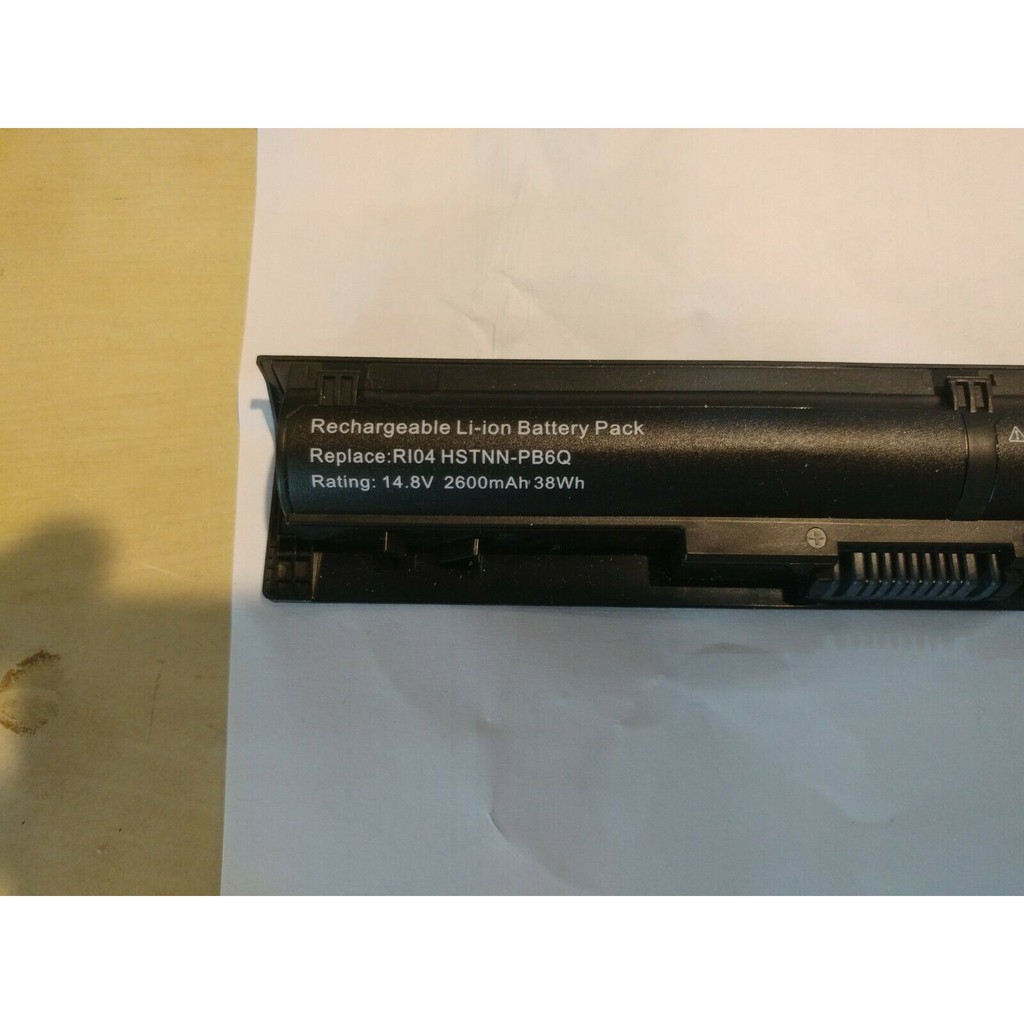 Rechargeable Li-ion Battery Pack
Replace:RI04 HSTNN-PB6Q
Rating: 14.8V 2600mAh 38Wh